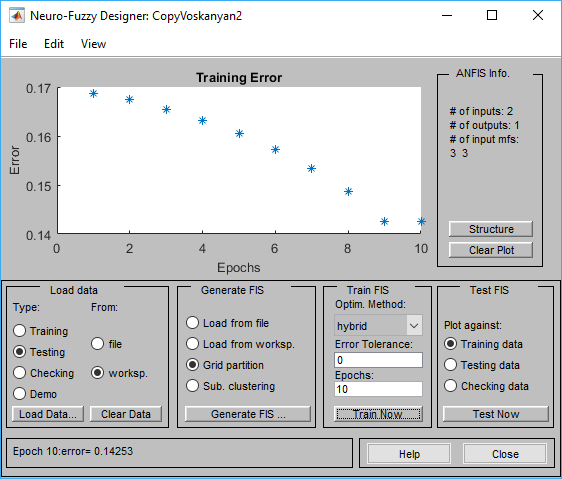 Neuro-Fuzzy Designer: CopyVoskanyan2
File Edit View
Training Error
0.17
0.16
0.15
0.14
Error
0 2 4 6 8 10
Epochs
ANFIS Info.
# of inputs: 2
# of outputs: 1
# of input mfs:
3 3
Structure
Clear Plot
Load data
Type: From:
Training
Testing
Checking
Demo
file
worksp.
Load Data... Clear Data
Generate FIS
Load from file
Load from worksp.
Grid partition
Sub. clustering
Generate FIS ...
Train FIS
Optim. Method:
hybrid
Error Tolerance:
0
Epochs:
10
Train Now
Test FIS
Plot against:
Training data
Testing data
Checking data
Test Now
Epoch 10:error= 0.14253
Help Close